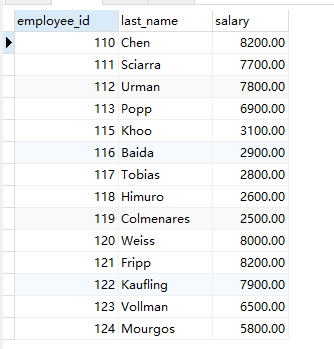 employee_id last_name salary
110 Chen 8200.00
111 Sciarra 7700.00
112 Urman 7800.00
113 Popp 6900.00
115 Khoo 3100.00
116 Baida 2900.00
117 Tobias 2800.00
118 Himuro 2600.00
119 Colmenares 2500.00
120 Weiss 8000.00
121 Fripp 8200.00
122 Kaufling 7900.00
123 Vollman 6500.00
124 Mourgos 5800.00